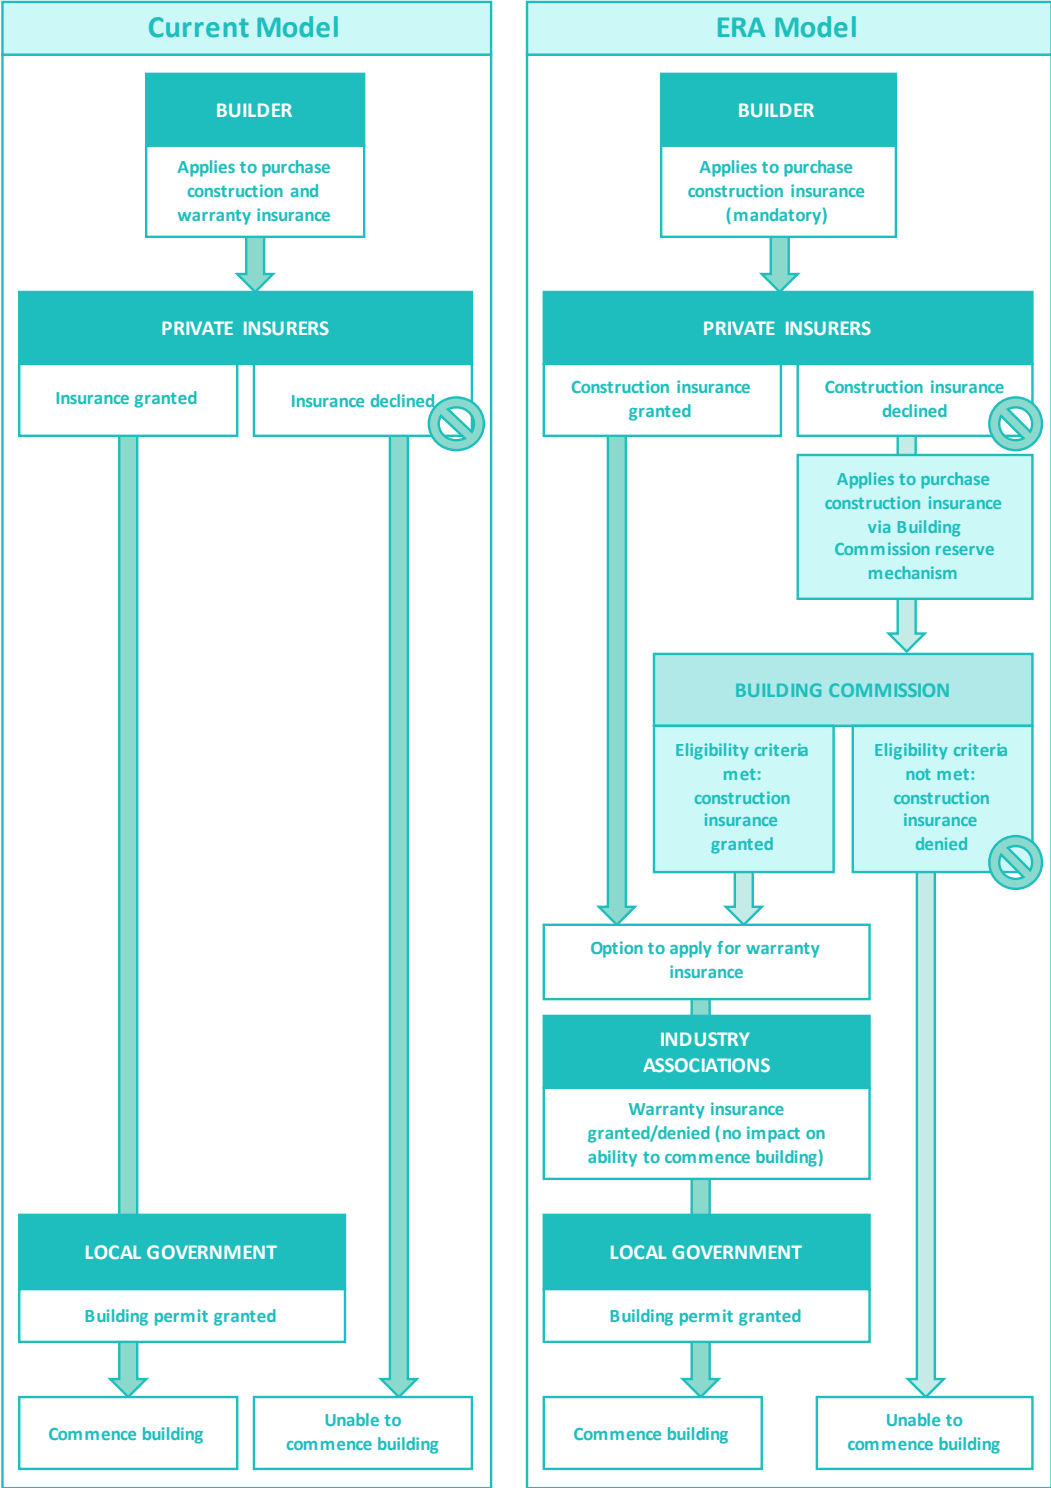 Current Model
BUILDER
Applies to purchase
construction and
warranty insurance
PRIVATE INSURERS
Insurance granted
Insurance declined
LOCAL GOVERNMENT
Building permit granted
Commence building
Unable to
commence building
ERA Model
BUILDER
Applies to purchase
construction insurance
(mandatory)
PRIVATE INSURERS
Construction insurance
granted
Construction insurance
declined
Applies to purchase
construction insurance
via Building
Commission reserve
mechanism
BUILDING COMMISSION
Eligibility criteria
met:
construction
insurance
granted
Eligibility criteria
not met:
construction
insurance
denied
Option to apply for warranty
insurance
INDUSTRY
ASSOCIATIONS
Warranty insurance
granted/denied (no impact on
ability to commence building)
LOCAL GOVERNMENT
Building permit granted
Commence building
Unable to
commence building